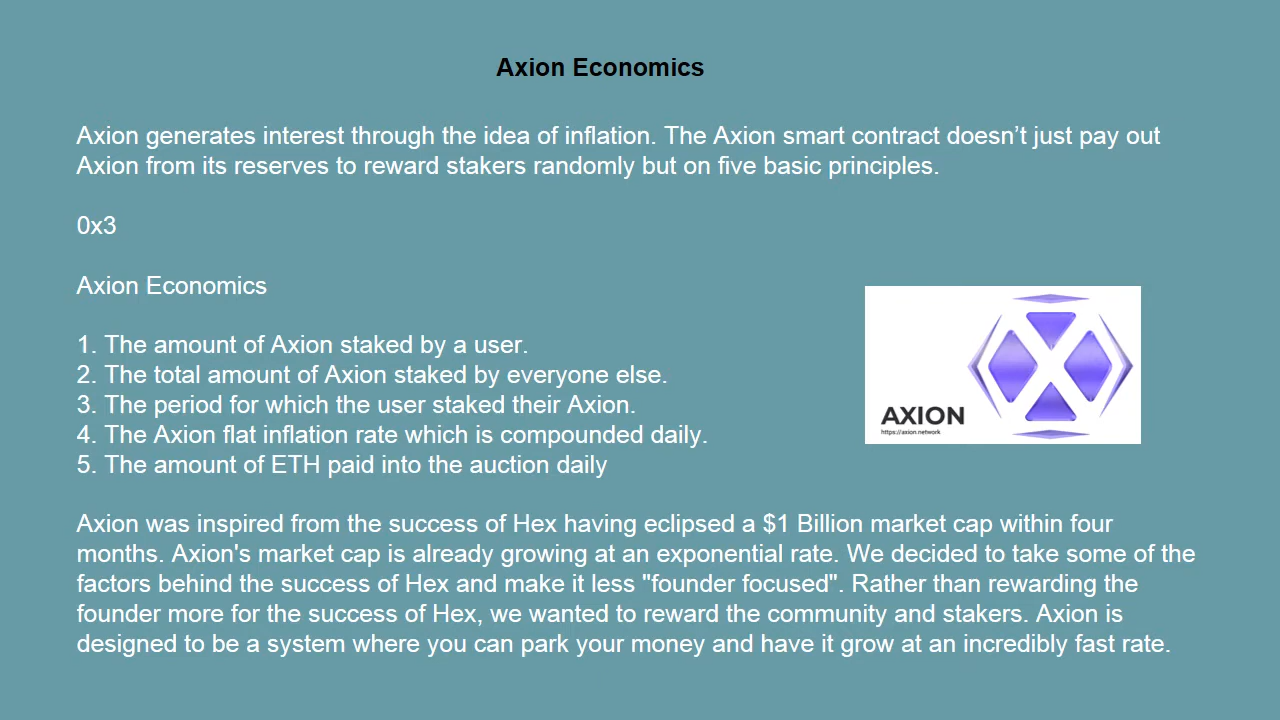 Axion Economics
Axion generates interest through the idea of inflation. The Axion smart contract doesn’t just pay out
Axion from its reserves to reward stakers randomly but on five basic principles.
0x3
Axion Economics
1. The amount of Axion staked by a user.
2. The total amount of Axion staked by everyone else.
3. The period for which the user staked their Axion.
4. The Axion flat inflation rate which is compounded daily.
5. The amount of ETH paid into the auction daily
AXION
https://axion.network
Axion was inspired from the success of Hex having eclipsed a $1 Billion market cap within four
months. Axion's market cap is already growing at an exponential rate. We decided to take some of the
factors behind the success of Hex and make it less "founder focused". Rather than rewarding the
founder more for the success of Hex, we wanted to reward the community and stakers. Axion is
designed to be a system where you can park your money and have it grow at an incredibly fast rate.